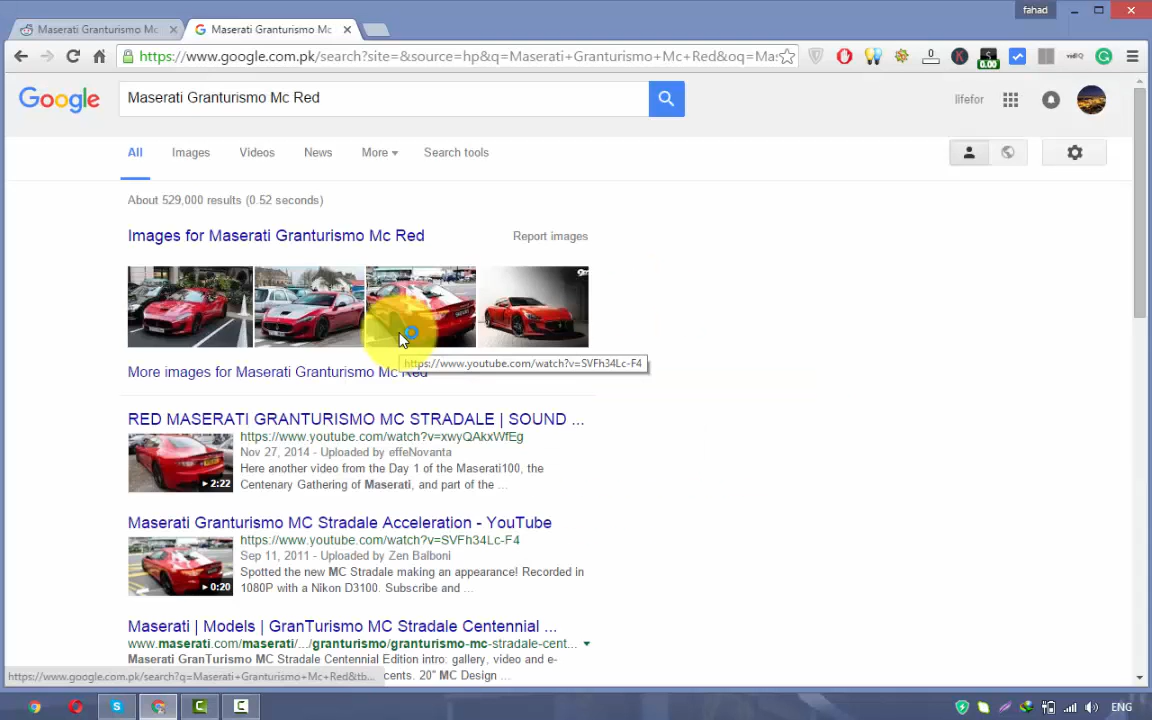 fahad
Maserati Granturismo Mc
Maserati Granturismo Mc
https://www.google.com.pk/search?site=&source=hp&q=Maserati+Granturismo+Mc+Red&oq=Ma
0
0.00
Google
Maserati Granturismo Mc Red
lifefor
All Images Videos News More Search tools
About 529,000 results (0.52 seconds)
Images for Maserati Granturismo Mc Red
Report images
https://www.youtube.com/watch?v=SVFh34Lc-F4
More images for Maserati Granturismo Mc Red
RED MASERATI GRANTURISMO MC STRADALE | SOUND ...
https://www.youtube.com/watch?v=xwyQAkxWfEg
Nov 27, 2014 - Uploaded by effeNovanta
Here another video from the Day 1 of the Maserati100, the
Centenary Gathering of Maserati, and part of the ...
2:22
Maserati Granturismo MC Stradale Acceleration - YouTube
https://www.youtube.com/watch?v=SVFh34Lc-F4
Sep 11, 2011 - Uploaded by Zen Balboni
Spotted the new MC Stradale making an appearance! Recorded in
1080P with a Nikon D3100. Subscribe and ...
0:20
Maserati | Models | GranTurismo MC Stradale Centennial ...
www.maserati.com/maserati/.../granturismo/granturismo-mc-stradale-cent...
Maserati GranTurismo MC Stradale Centennial Edition intro: gallery, video and e-
cents. 20" MC Design ...
https://www.google.com.pk/search?q=Maserati+Granturismo+Mc+Red&tb...
ENG